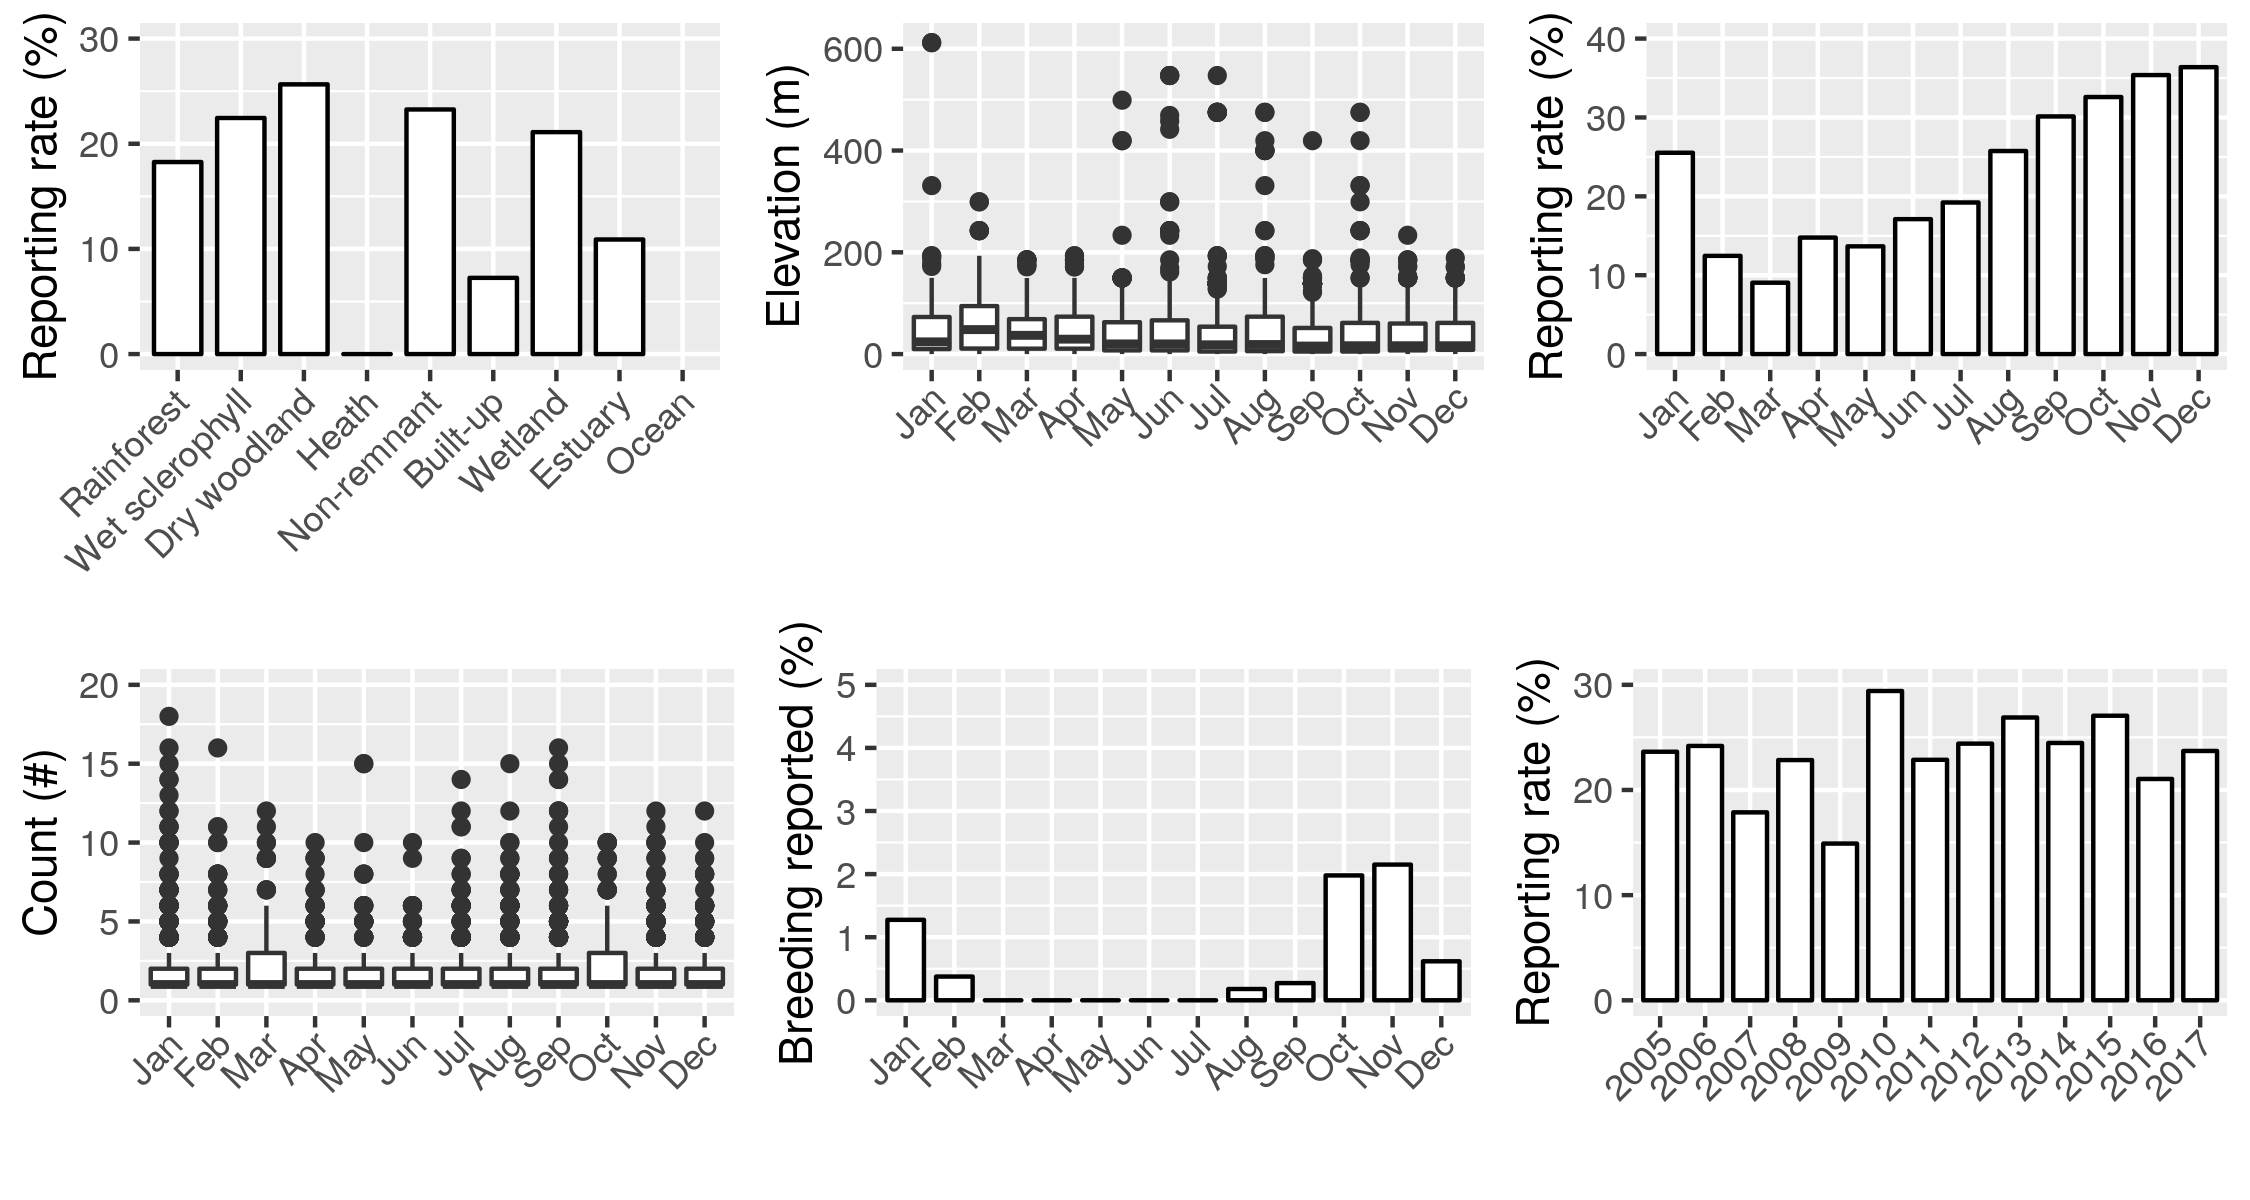 Reporting rate (%)
30
20
10
0
Rainforest
Wet sclerophyll
Dry woodland
Heath
Non-remnant
Built-up
Wetland
Estuary
Ocean
Elevation (m)
600
400
200
0
Jan
Feb
Mar
Apr
May
Jun
Jul
Aug
Sep
Oct
Nov
Dec
Reporting rate (%)
40
30
20
10
0
Jan
Feb
Mar
Apr
May
Jun
Jul
Aug
Sep
Oct
Nov
Dec
Count (#)
20
15
10
5
0
Jan
Feb
Mar
Apr
May
Jun
Jul
Aug
Sep
Oct
Nov
Dec
Breeding reported (%)
5
4
3
2
1
0
Jan
Feb
Mar
Apr
May
Jun
Jul
Aug
Sep
Oct
Nov
Dec
Reporting rate (%)
30
20
10
0
2005
2006
2007
2008
2009
2010
2011
2012
2013
2014
2015
2016
2017